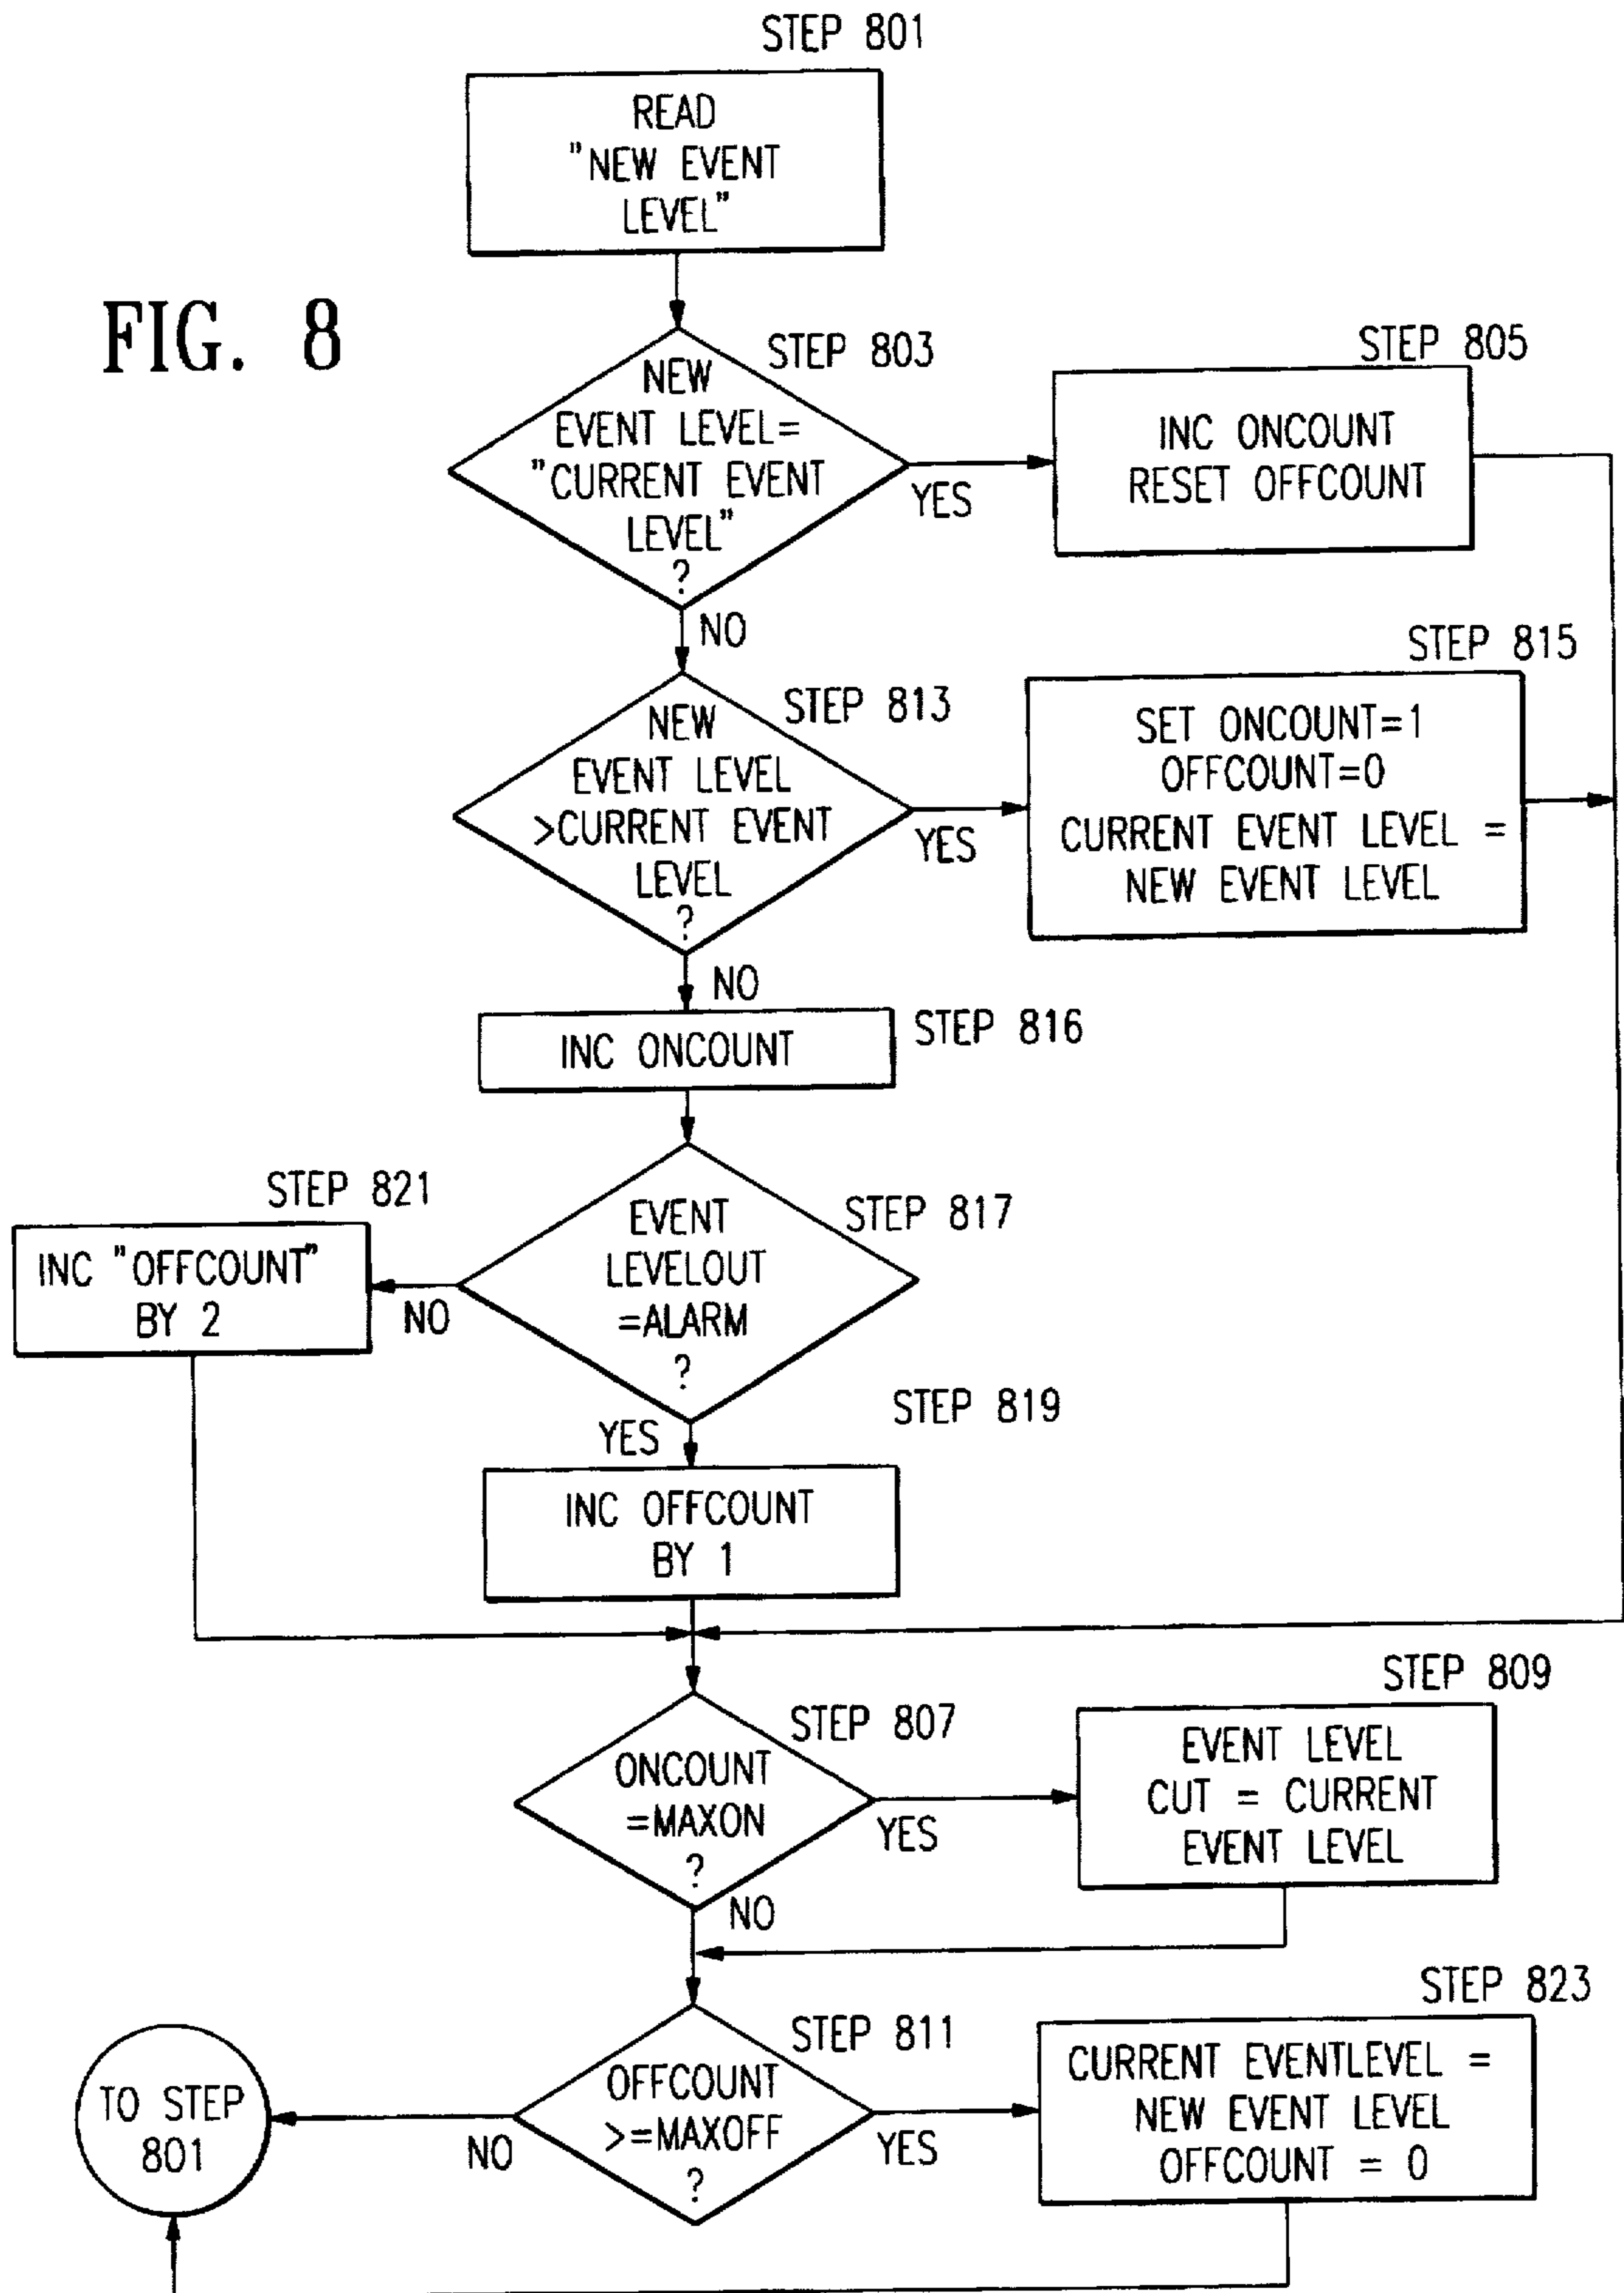 STEP 801
READ
"NEW EVENT
LEVEL"
FIG. 8
STEP 803
NEW
EVENT LEVEL=
"CURRENT EVENT
LEVEL"
?
YES
NO
STEP 805
INC ONCOUNT
RESET OFFCOUNT
STEP 813
NEW
EVENT LEVEL
>CURRENT EVENT
LEVEL
?
YES
NO
STEP 815
SET ONCOUNT=1
OFFCOUNT=0
CURRENT EVENT LEVEL =
NEW EVENT LEVEL
STEP 816
INC ONCOUNT
STEP 817
EVENT
LEVELOUT
=ALARM
?
NO
YES
STEP 821
INC "OFFCOUNT"
BY 2
STEP 819
INC OFFCOUNT
BY 1
STEP 807
ONCOUNT
=MAXON
?
YES
NO
STEP 809
EVENT LEVEL
CUT = CURRENT
EVENT LEVEL
STEP 811
OFFCOUNT
>=MAXOFF
?
NO
YES
STEP 823
CURRENT EVENTLEVEL =
NEW EVENT LEVEL
OFFCOUNT = 0
TO STEP
801